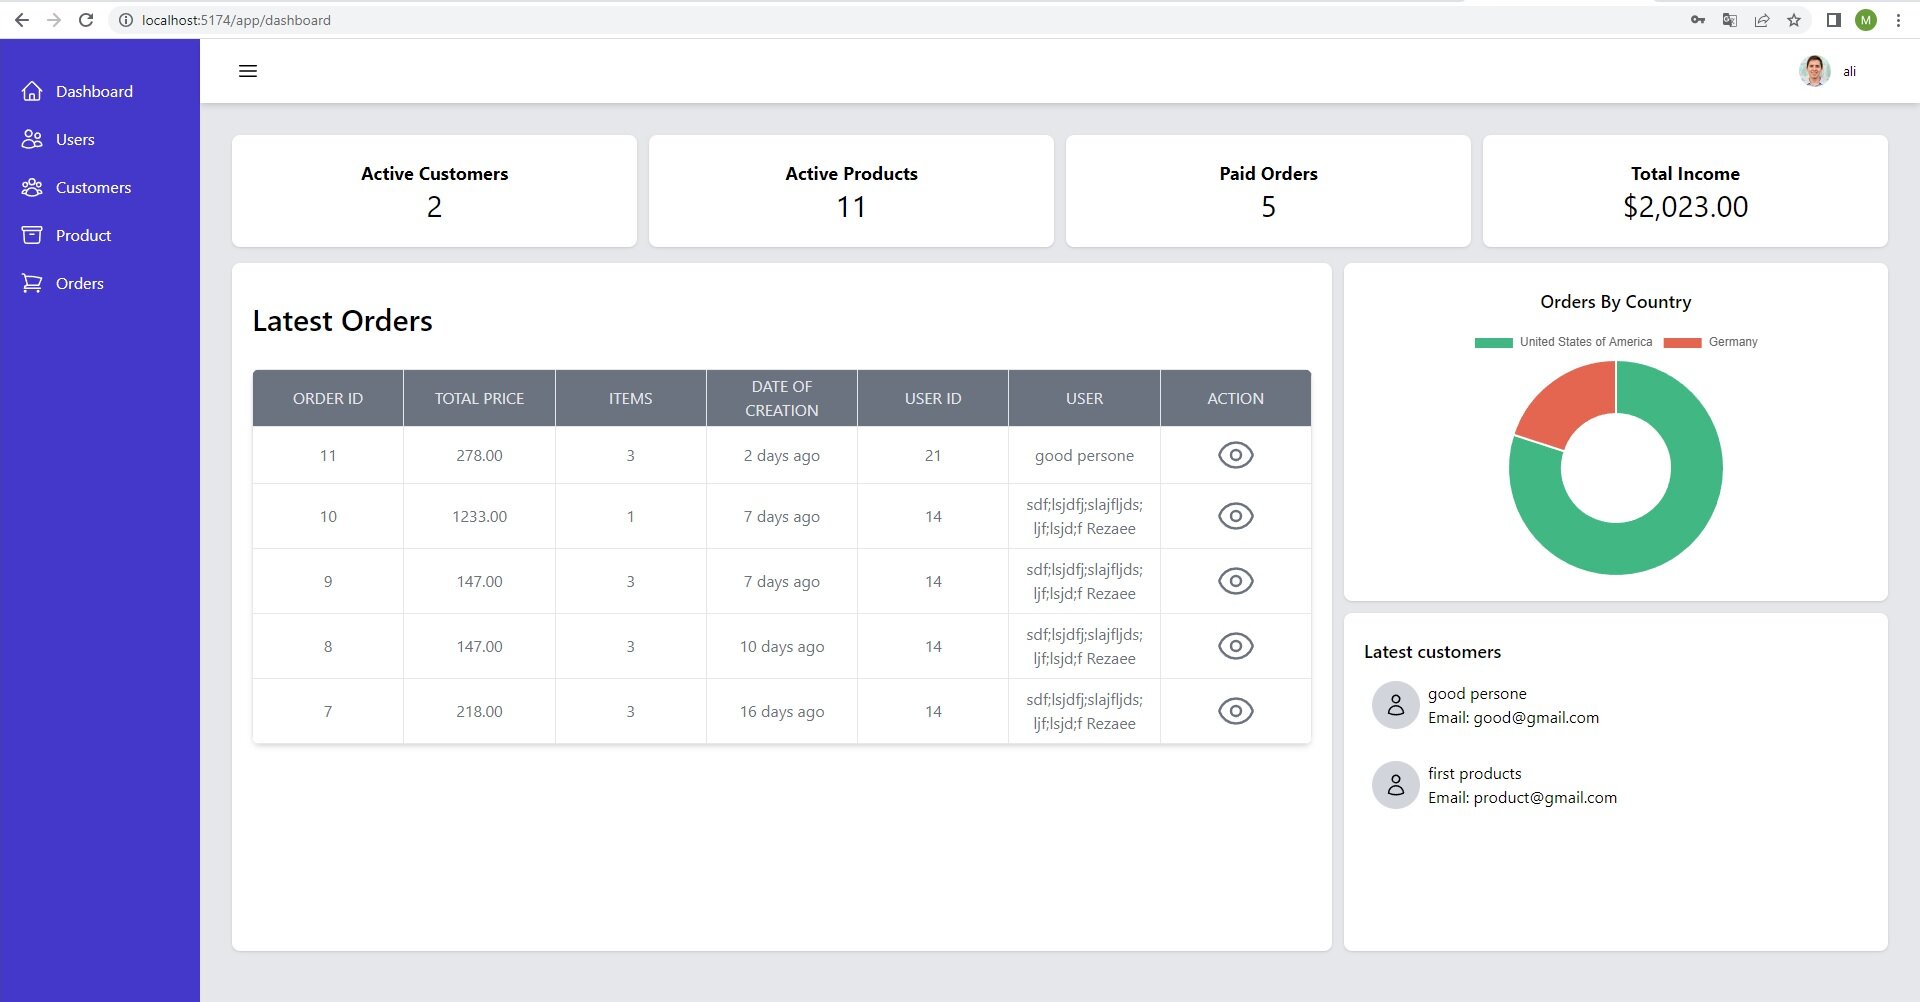 localhost:5174/app/dashboard
M
Dashboard
Users
Customers
Product
Orders
ali
Active Customers
2
Active Products
11
Paid Orders
5
Total Income
$2,023.00
Latest Orders
ORDER ID TOTAL PRICE ITEMS DATE OF CREATION USER ID USER ACTION
11 278.00 3 2 days ago 21 good persone
10 1233.00 1 7 days ago 14 sdf;lsjdfj;slajfljds;
ljf;lsjd;f Rezaee
9 147.00 3 7 days ago 14 sdf;lsjdfj;slajfljds;
ljf;lsjd;f Rezaee
8 147.00 3 10 days ago 14 sdf;lsjdfj;slajfljds;
ljf;lsjd;f Rezaee
7 218.00 3 16 days ago 14 sdf;lsjdfj;slajfljds;
ljf;lsjd;f Rezaee
Orders By Country
United States of America Germany
Latest customers
good persone
Email: good@gmail.com
first products
Email: product@gmail.com